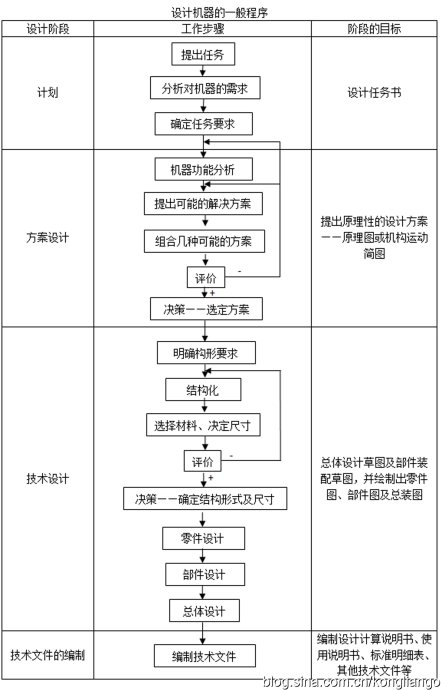 设计机器的一般程序
设计阶段
工作步骤
阶段的目标
计划
提出任务
分析对机器的需求
确定任务要求
设计任务书
方案设计
机器功能分析
提出可能的解决方案
组合几种可能的方案
评价
-
+
决策——选定方案
提出原理性的设计方案
——原理图或机构运动
简图
技术设计
明确构形要求
结构化
选择材料、决定尺寸
评价
-
+
决策——确定结构形式及尺寸
零件设计
部件设计
总体设计
总体设计草图及部件装
配草图,并绘制出零件
图、部件图及总装图
技术文件的编制
编制技术文件
编制设计计算说明书、使
用说明书、标准明细表、
其他技术文件等
blog.sina.com.cn/kongliango